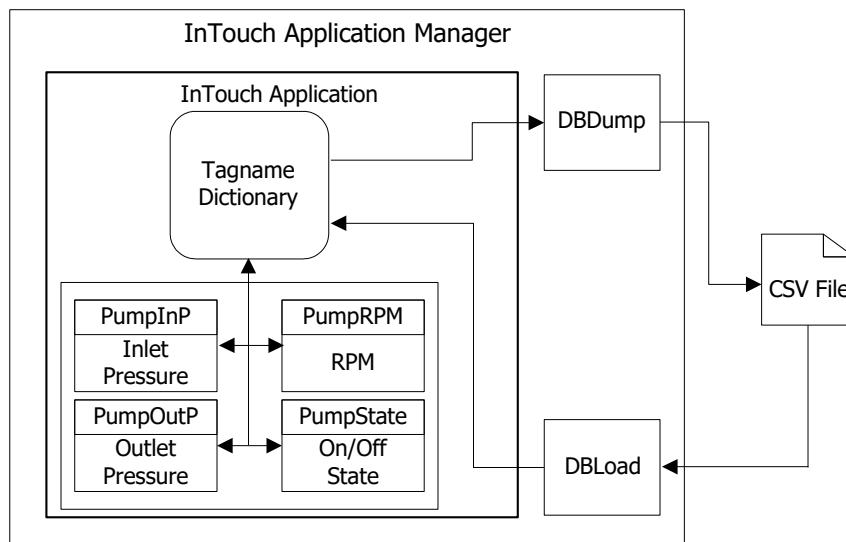 InTouch Application Manager
InTouch Application
Tagname
Dictionary
DBDump
CSV File
PumpInP
Inlet
Pressure
PumpRPM
RPM
PumpOutP
Outlet
Pressure
PumpState
On/Off
State
DBLoad